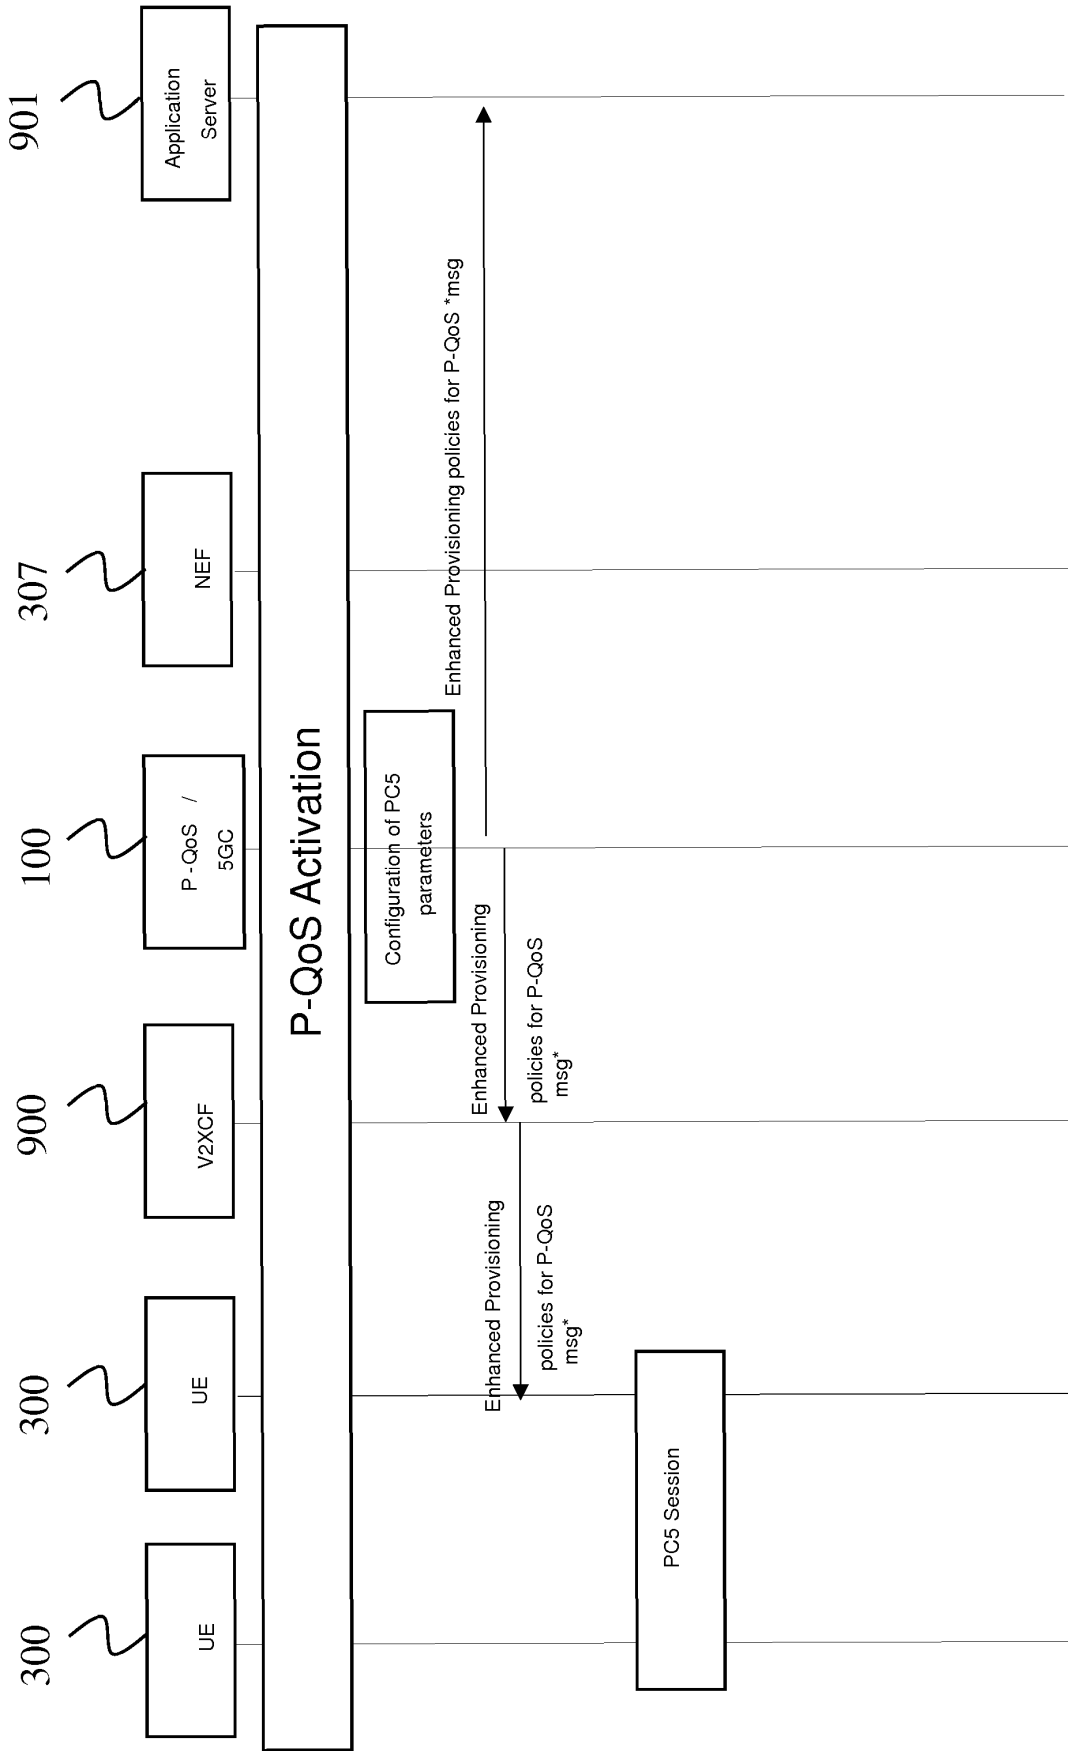 300
300
900
100
307
901
UE
UE
V2XCF
P-QoS /
5GC
NEF
Application
Server
P-QoS Activation
Configuration of PC5
parameters
Enhanced Provisioning policies for P-QoS *msg
Enhanced Provisioning
policies for P-QoS
msg*
Enhanced Provisioning
policies for P-QoS
msg*
PC5 Session